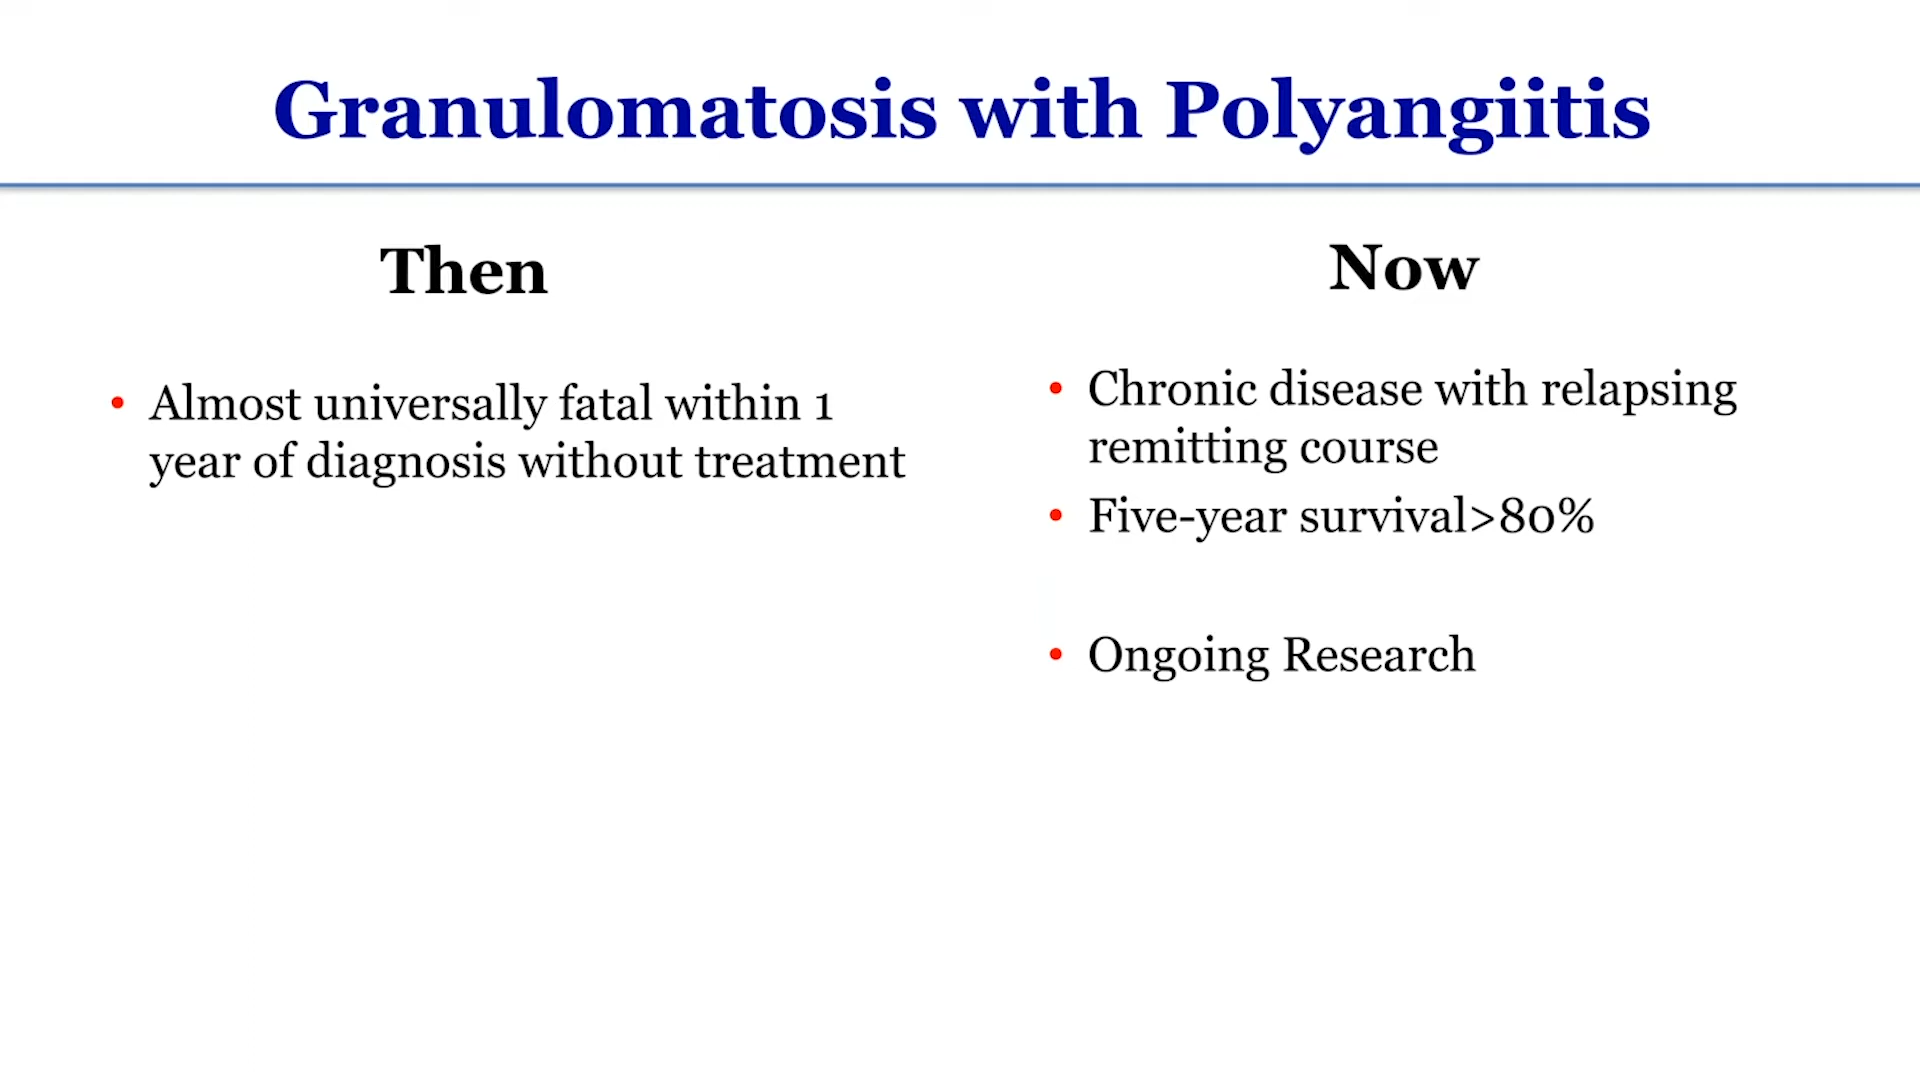 Granulomatosis with Polyangiitis
Then
• Almost universally fatal within 1
year of diagnosis without treatment
Now
• Chronic disease with relapsing
remitting course
• Five-year survival>80%
• Ongoing Research